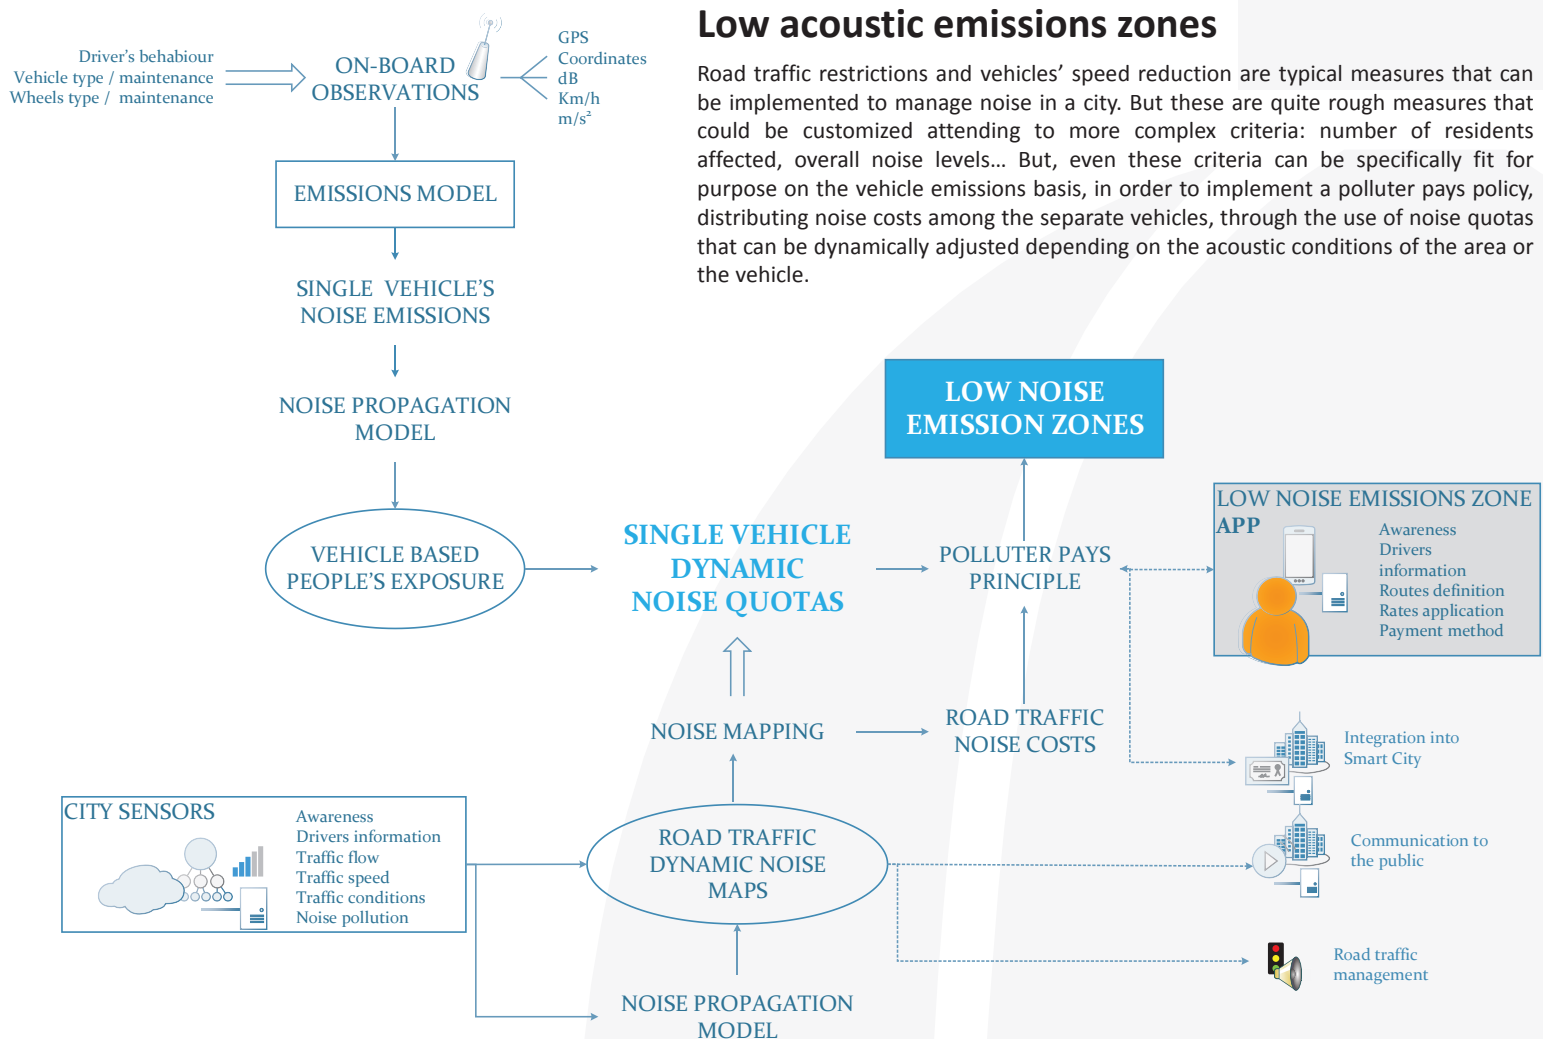 Low acoustic emissions zones
Road traffic restrictions and vehicles’ speed reduction are typical measures that can
be implemented to manage noise in a city. But these are quite rough measures that
could be customized attending to more complex criteria: number of residents
affected, overall noise levels... But, even these criteria can be specifically fit for
purpose on the vehicle emissions basis, in order to implement a polluter pays policy,
distributing noise costs among the separate vehicles, through the use of noise quotas
that can be dynamically adjusted depending on the acoustic conditions of the area or
the vehicle.
Driver’s behabiour
Vehicle type / maintenance
Wheels type / maintenance
ON-BOARD
OBSERVATIONS
GPS
Coordinates
dB
Km/h
m/s²
EMISSIONS MODEL
SINGLE VEHICLE’S
NOISE EMISSIONS
NOISE PROPAGATION
MODEL
VEHICLE BASED
PEOPLE’S EXPOSURE
SINGLE VEHICLE
DYNAMIC
NOISE QUOTAS
LOW NOISE
EMISSION ZONES
POLLUTER PAYS
PRINCIPLE
LOW NOISE EMISSIONS ZONE
APP
Awareness
Drivers
information
Routes definition
Rates application
Payment method
NOISE MAPPING
ROAD TRAFFIC
NOISE COSTS
Integration into
Smart City
CITY SENSORS
Awareness
Drivers information
Traffic flow
Traffic speed
Traffic conditions
Noise pollution
ROAD TRAFFIC
DYNAMIC NOISE
MAPS
Communication to
the public
Road traffic
management
NOISE PROPAGATION
MODEL